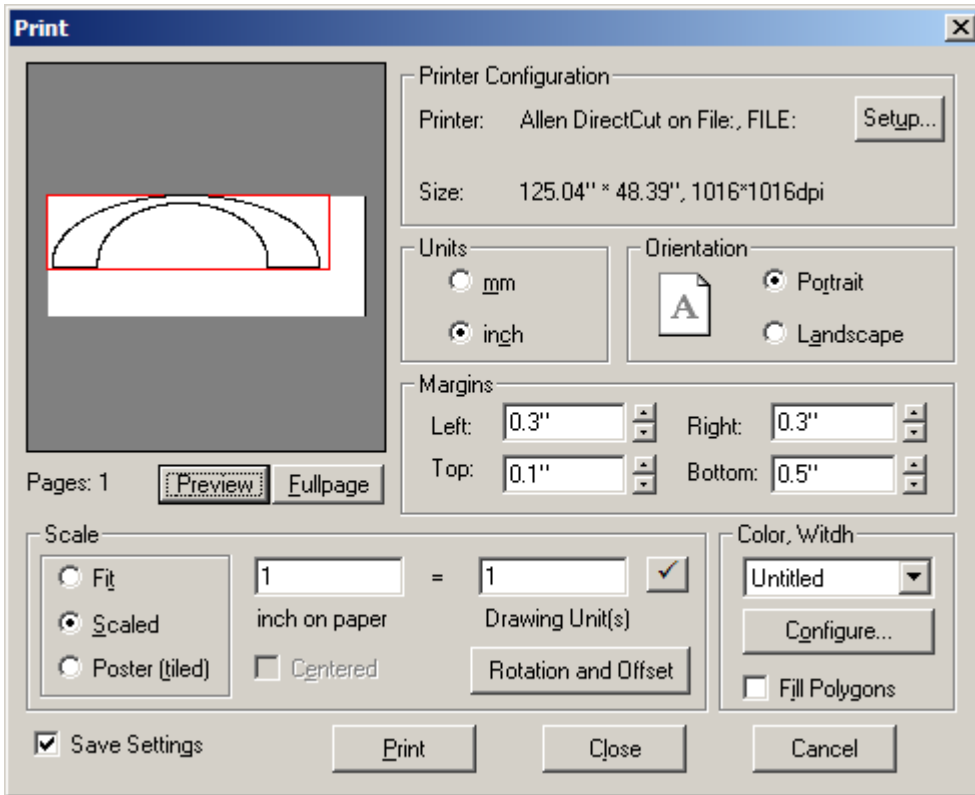 Print
Printer Configuration
Printer: Allen DirectCut on File:, FILE:
Setup...
Size: 125.04" * 48.39", 1016*1016dpi
Units
mm
inch
Orientation
A
Portrait
Landscape
Margins
Left: 0.3" Right: 0.3"
Top: 0.1" Bottom: 0.5"
Pages: 1 Preview Fullpage
Scale
Fit
Scaled
Poster (tiled)
1 = 1
inch on paper Drawing Unit(s)
Centered
Rotation and Offset
Color, Witdh
Untitled
Configure...
Fill Polygons
Save Settings Print Close Cancel